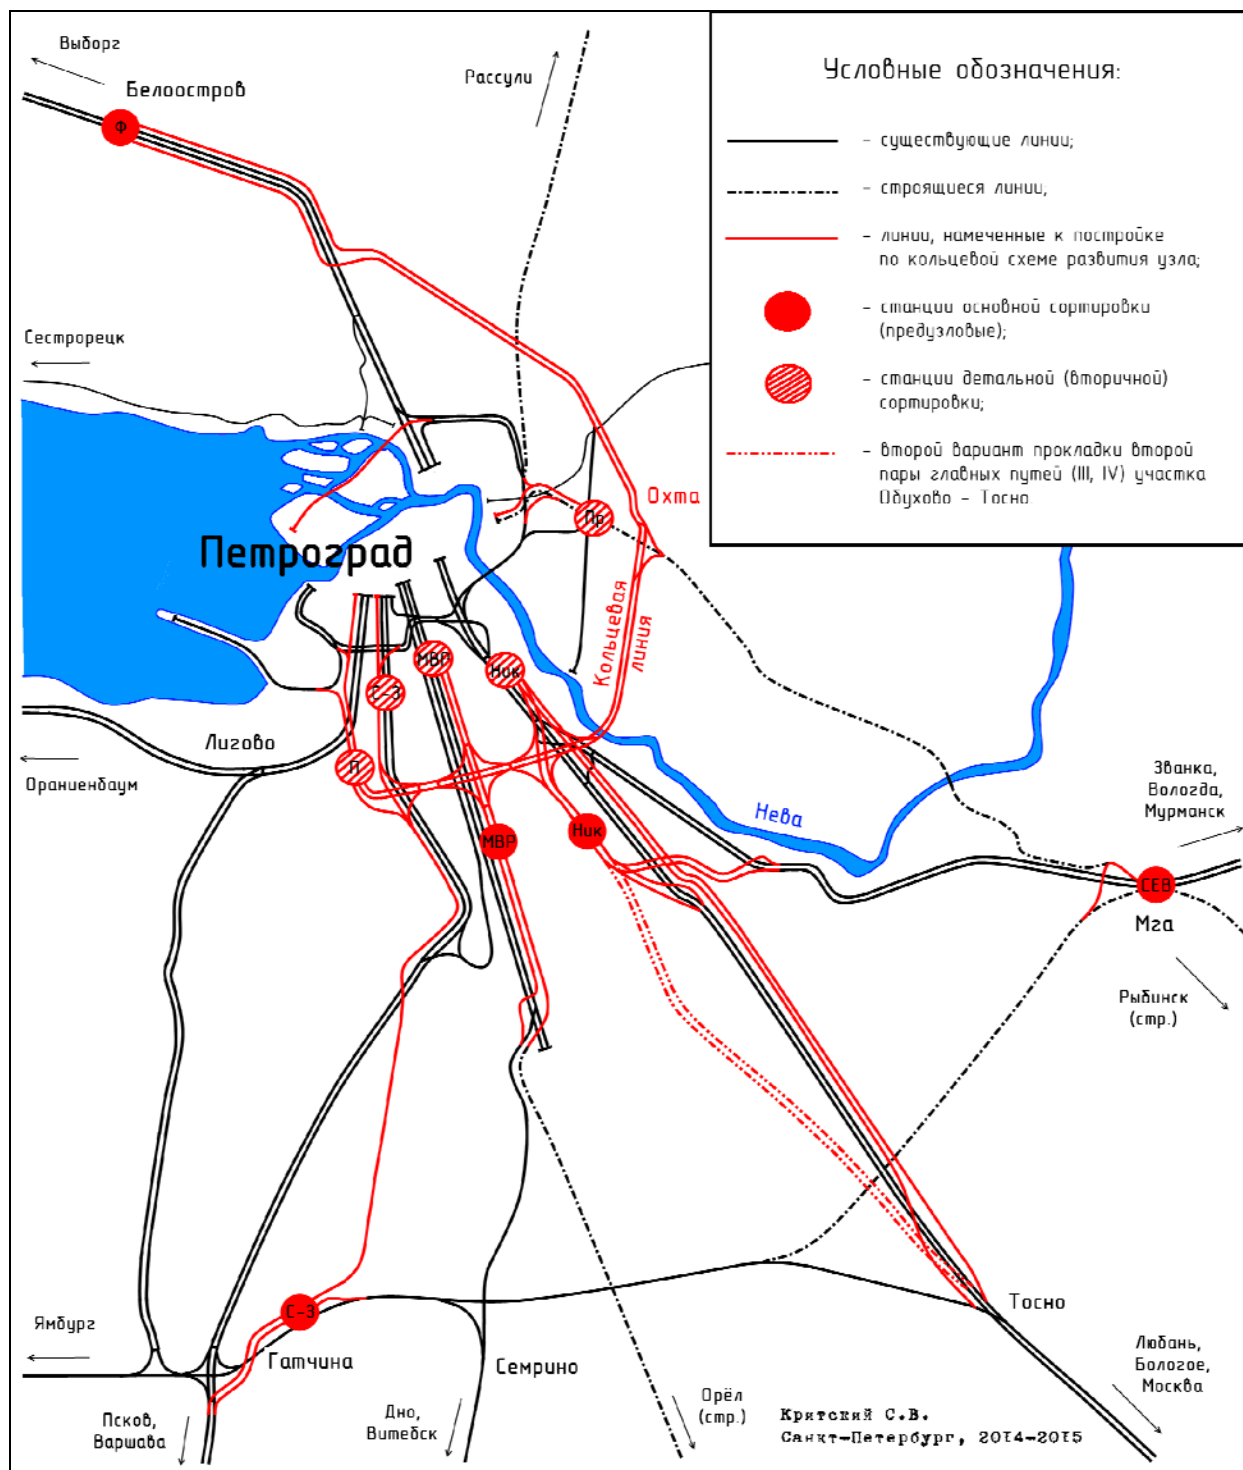 Выборг
Белоостров
Ф
Рассули
Условные обозначения:
– существующие линии;
– строящиеся линии;
– линии, намеченные к постройке
по кольцевой схеме развития узла;
– станции основной сортировки
(предузловые);
– станции детальной (вторичной)
сортировки;
– второй вариант прокладки второй
пары главных путей (III, IV) участка
Обухово – Тосно
Сестрорецк
Охта
Пр
Петроград
Кольцевая
линия
МВР
Ник
С-З
П
Лигово
Ораниенбаум
МВР
Ник
Нева
Званка,
Вологда,
Мурманск
СЕВ
Мга
Рыбинск
(стр.)
С-З
Тосно
Ямбург
Гатчина
Семрино
Любань,
Бологое,
Москва
Псков,
Варшава
Дно,
Витебск
Орёл
(стр.)
Критский С.В.
Санкт-Петербург, 2014-2015